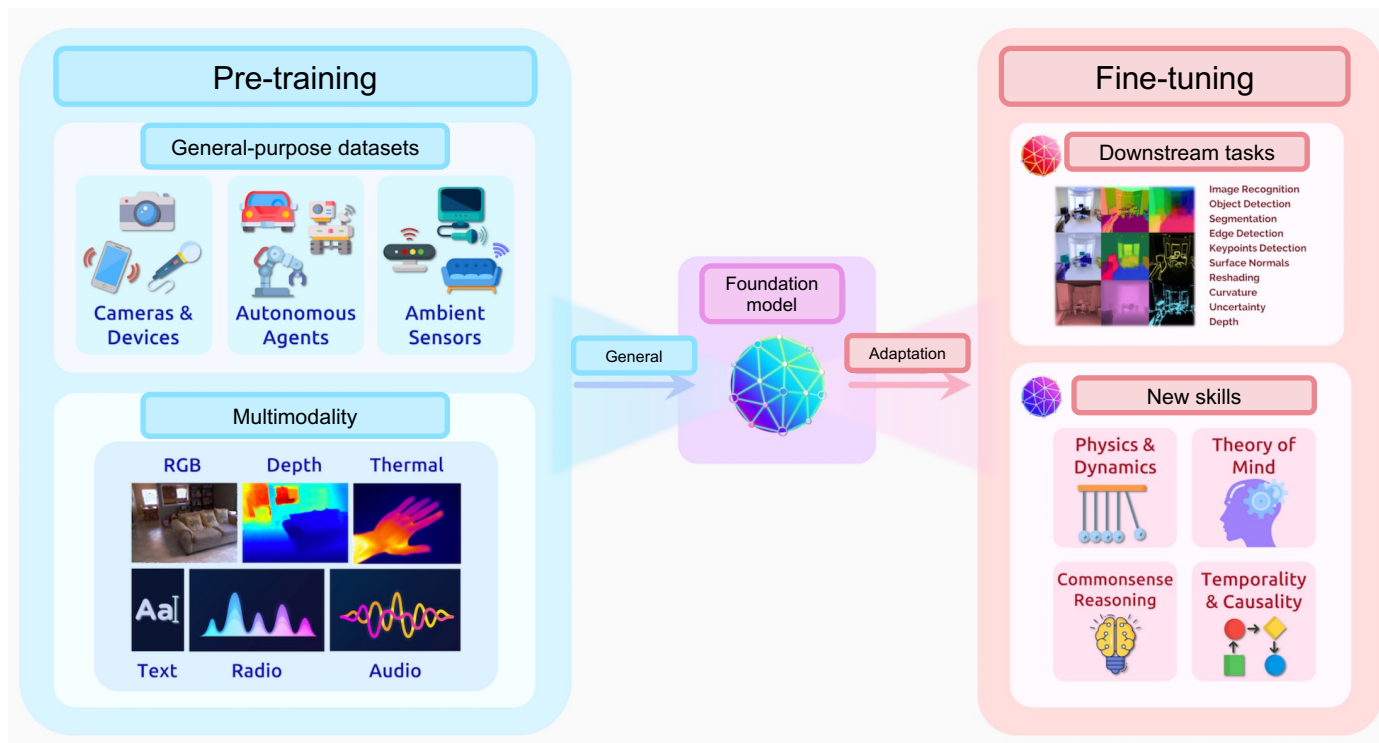 Pre-training
General-purpose datasets
Cameras &
Devices
Autonomous
Agents
Ambient
Sensors
Multimodality
RGB
Depth
Thermal
Aa
Text
Radio
Audio
General
Foundation
model
Adaptation
Fine-tuning
Downstream tasks
Image Recognition
Object Detection
Segmentation
Edge Detection
Keypoints Detection
Surface Normals
Reshading
Curvature
Uncertainty
Depth
New skills
Physics &
Dynamics
Theory of
Mind
Commonsense
Reasoning
Temporality
& Causality